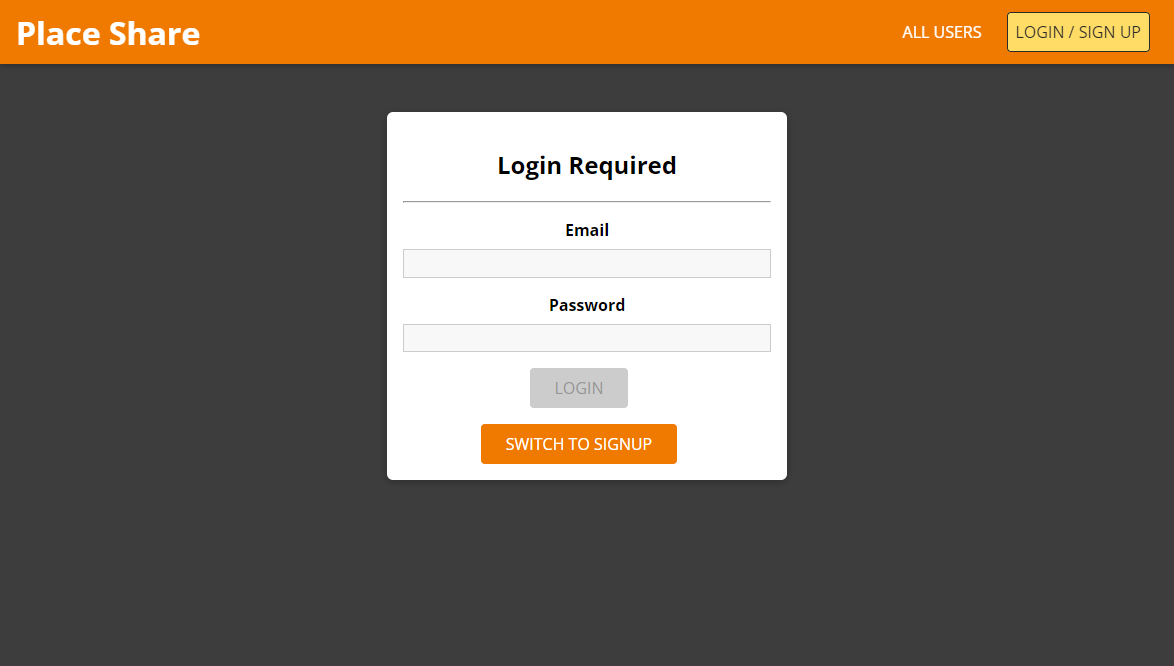 Place Share
ALL USERS
LOGIN / SIGN UP
Login Required
Email
Password
LOGIN
SWITCH TO SIGNUP